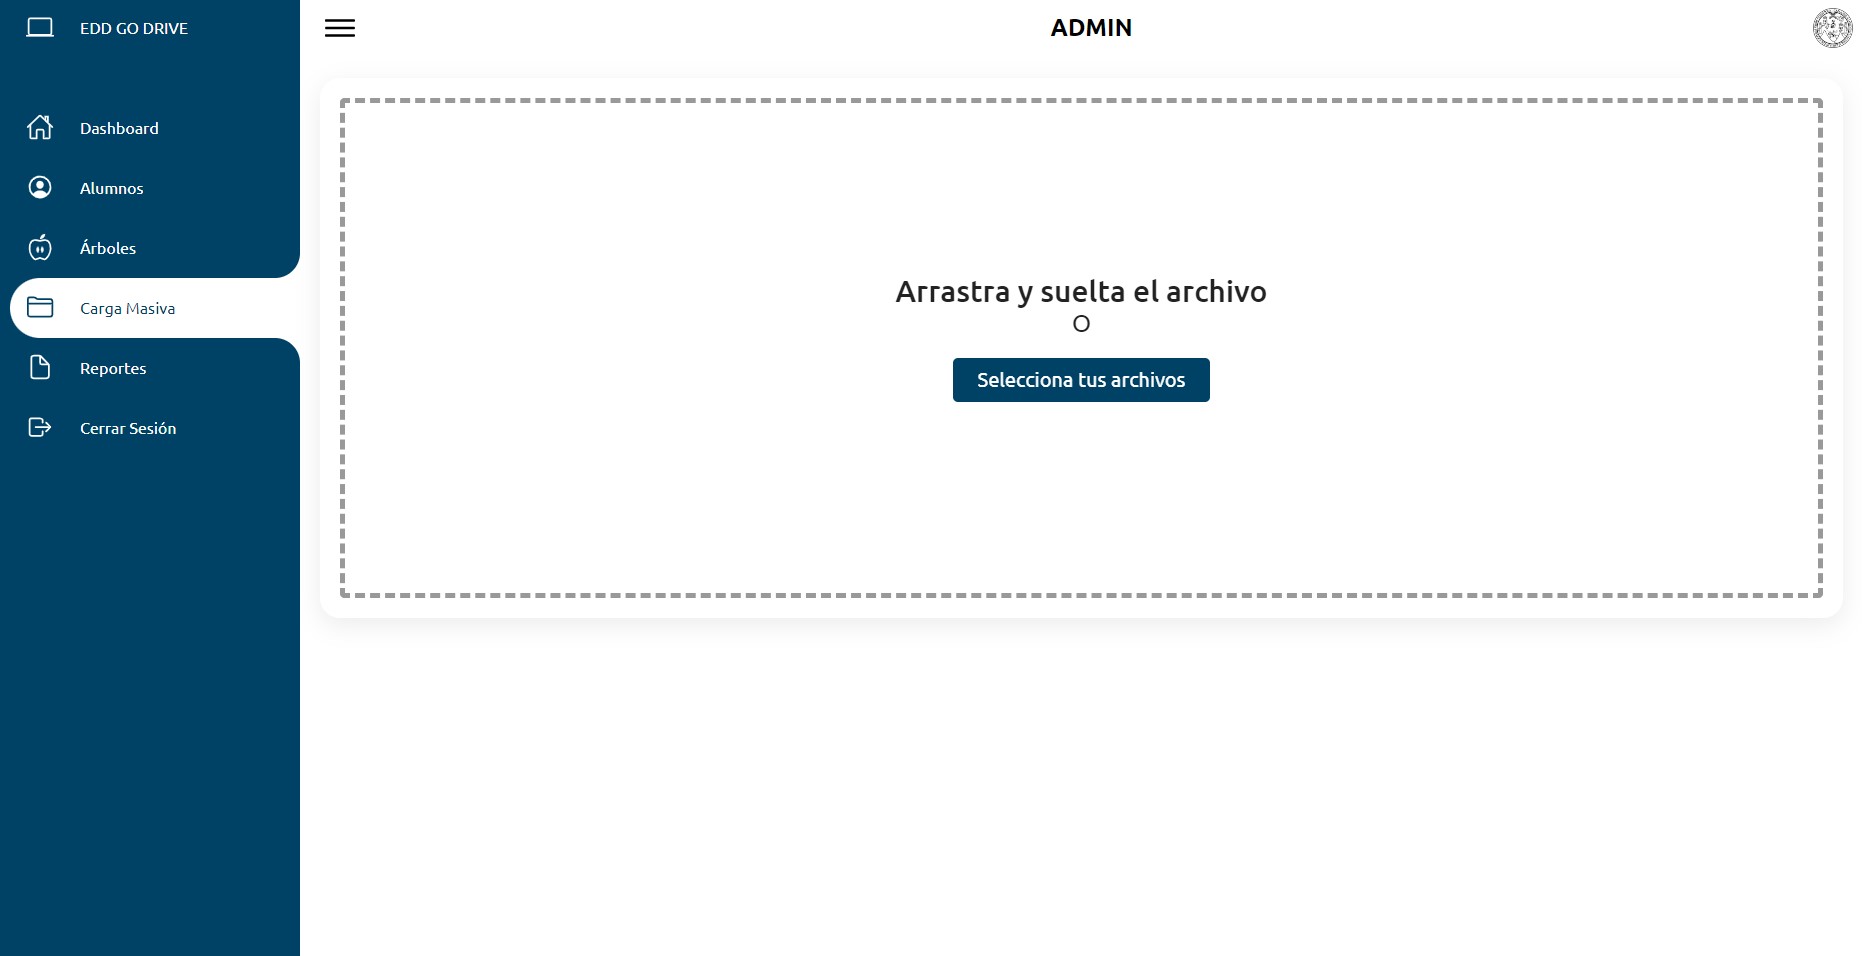 EDD GO DRIVE
Dashboard
Alumnos
Árboles
Carga Masiva
Reportes
Cerrar Sesión
ADMIN
Arrastra y suelta el archivo
O
Selecciona tus archivos